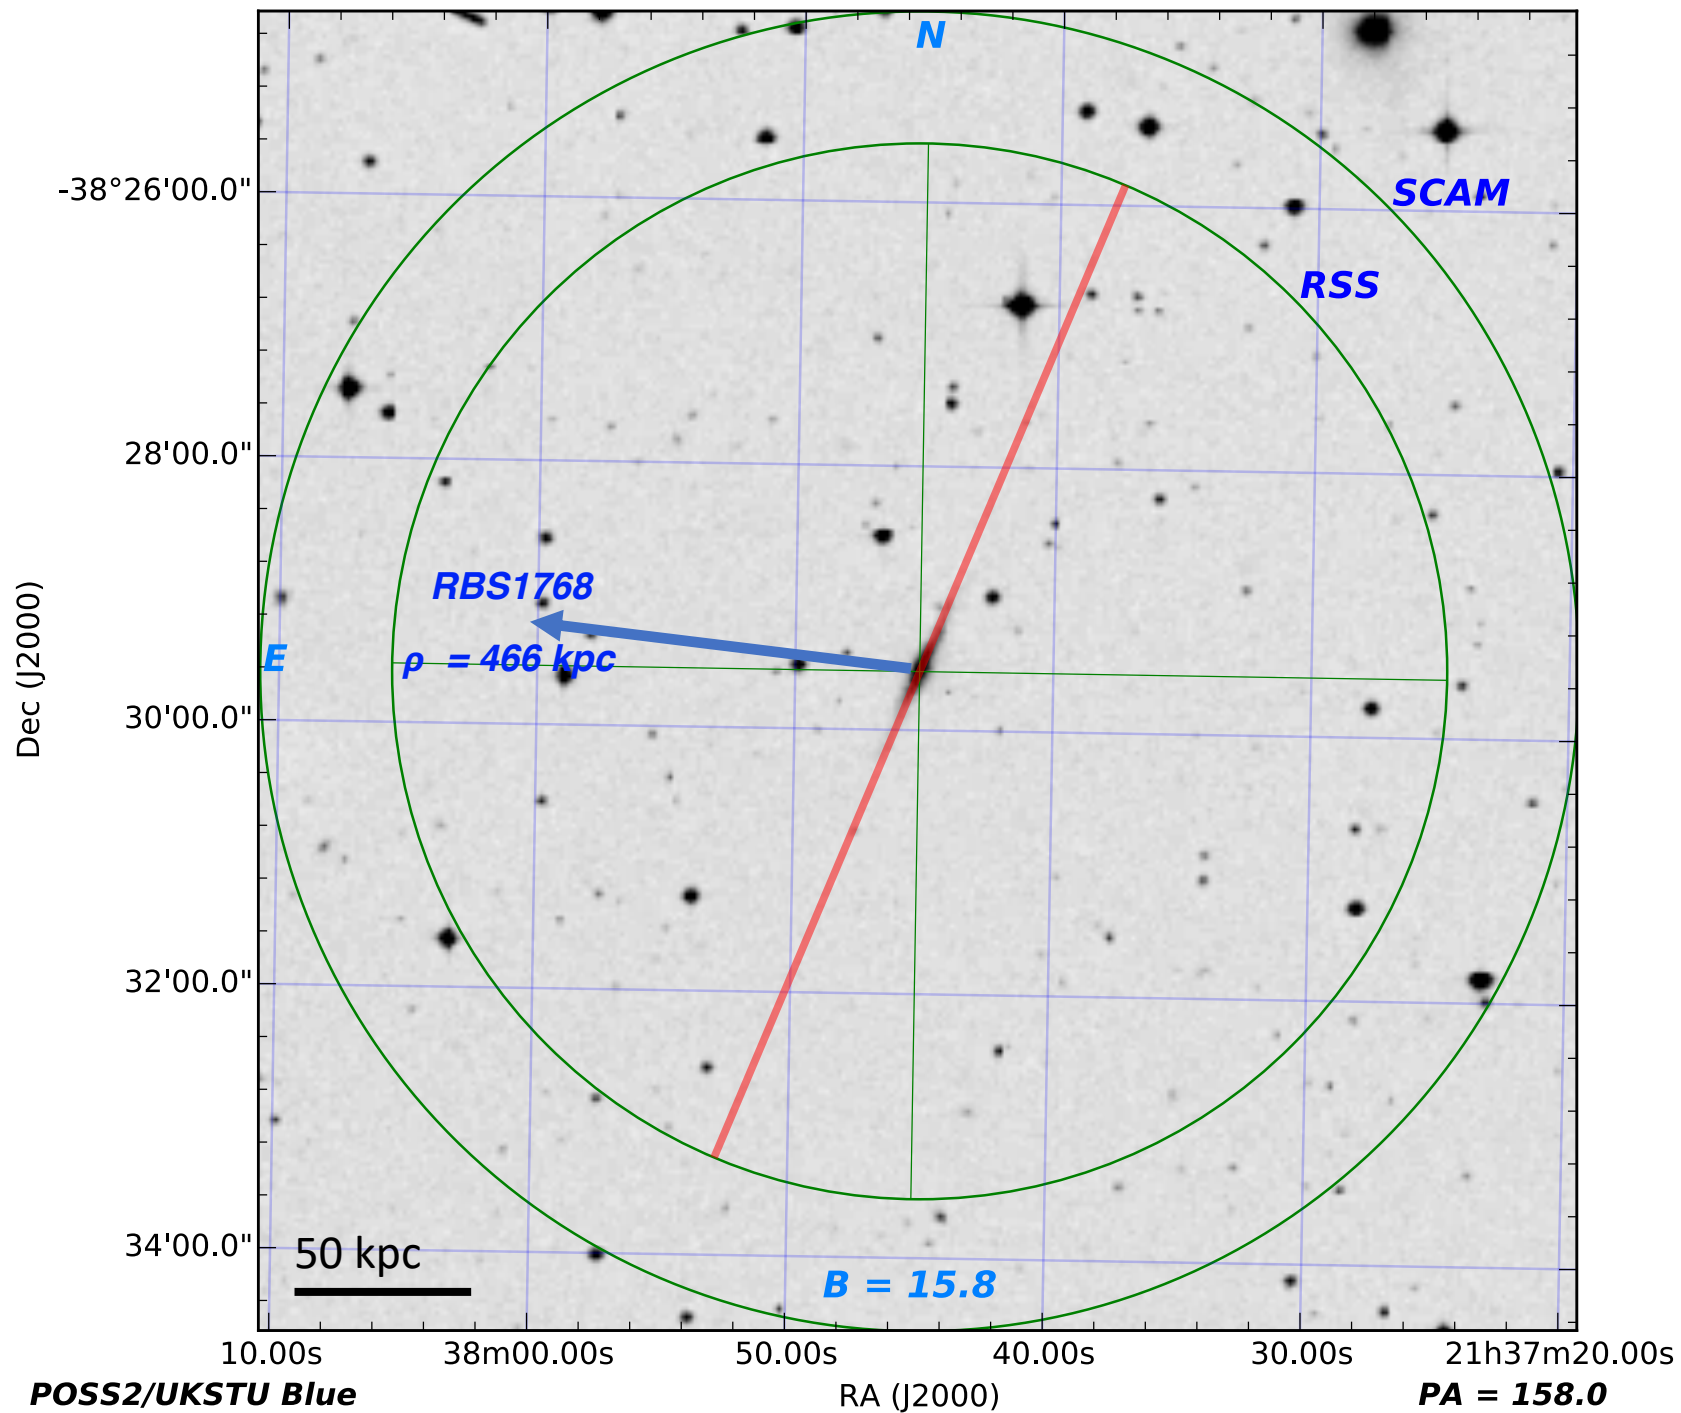 N
-38°26'00.0"
SCAM
RSS
28'00.0"
RBS1768
E
ρ = 466 kpc
Dec (J2000)
30'00.0"
32'00.0"
34'00.0"
50 kpc
B = 15.8
10.00s 38m00.00s 50.00s 40.00s 30.00s 21h37m20.00s
POSS2/UKSTU Blue RA (J2000) PA = 158.0